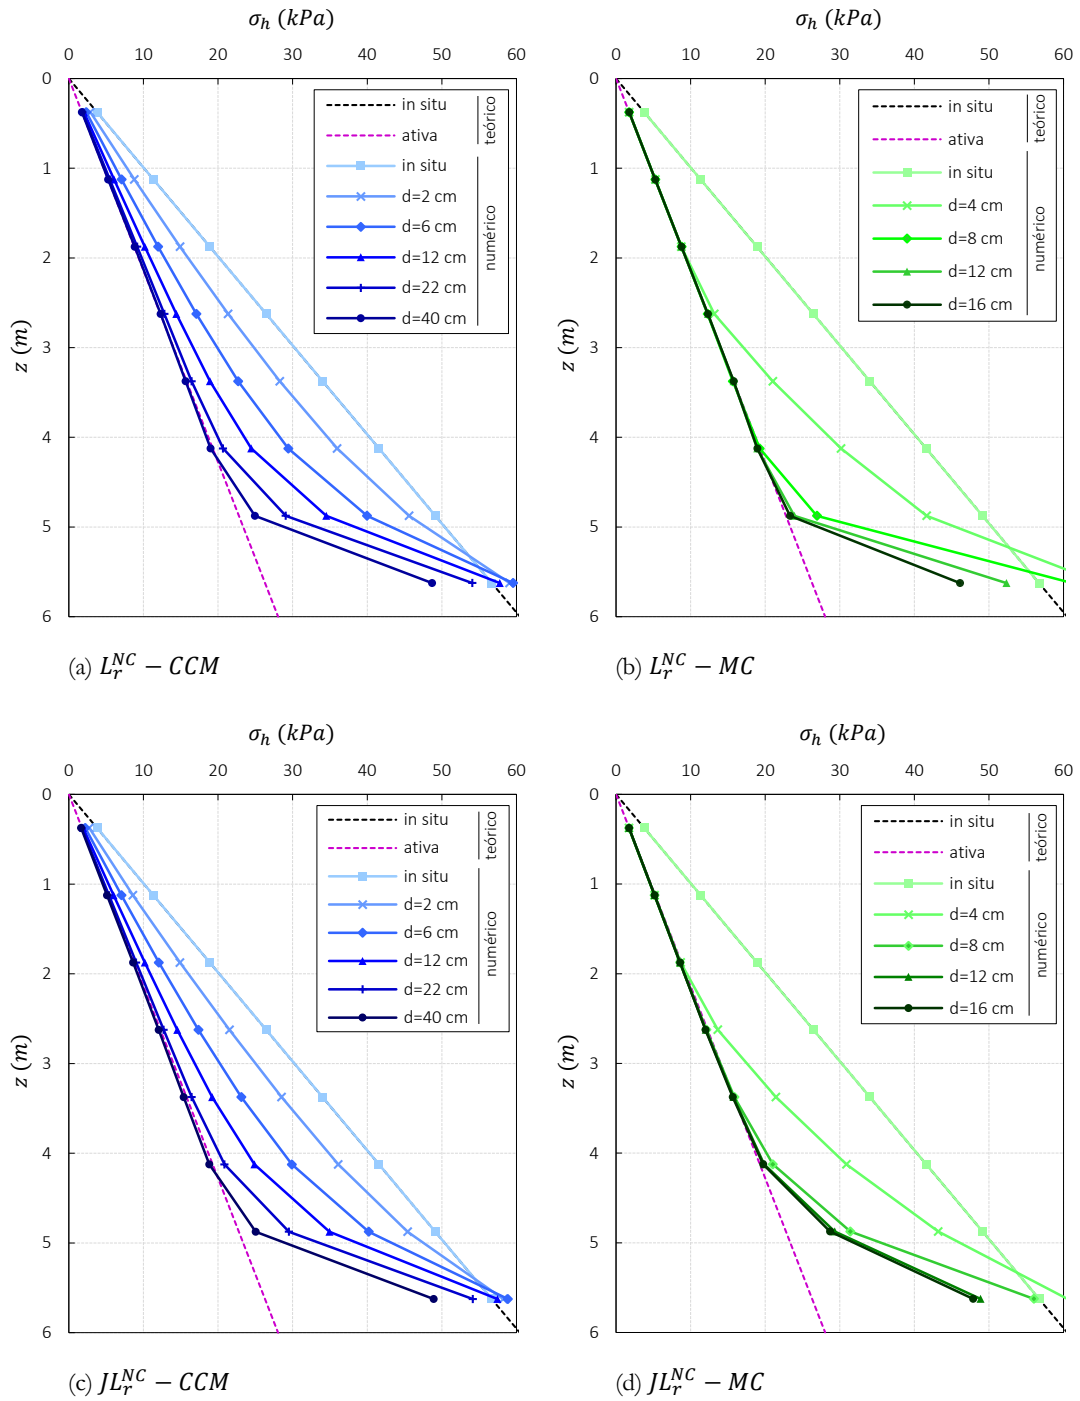 σh (kPa)
0 10 20 30 40 50 60
0
1
2
3
4
5
6
z (m)
in situ
ativa
teórico
in situ
d=2 cm
d=6 cm
d=12 cm
d=22 cm
d=40 cm
numérico
(a) L_r^NC − CCM
σh (kPa)
0 10 20 30 40 50 60
0
1
2
3
4
5
6
z (m)
in situ
ativa
teórico
in situ
d=4 cm
d=8 cm
d=12 cm
d=16 cm
numérico
(b) L_r^NC − MC
σh (kPa)
0 10 20 30 40 50 60
0
1
2
3
4
5
6
z (m)
in situ
ativa
teórico
in situ
d=2 cm
d=6 cm
d=12 cm
d=22 cm
d=40 cm
numérico
(c) JL_r^NC − CCM
σh (kPa)
0 10 20 30 40 50 60
0
1
2
3
4
5
6
z (m)
in situ
ativa
teórico
in situ
d=4 cm
d=8 cm
d=12 cm
d=16 cm
numérico
(d) JL_r^NC − MC